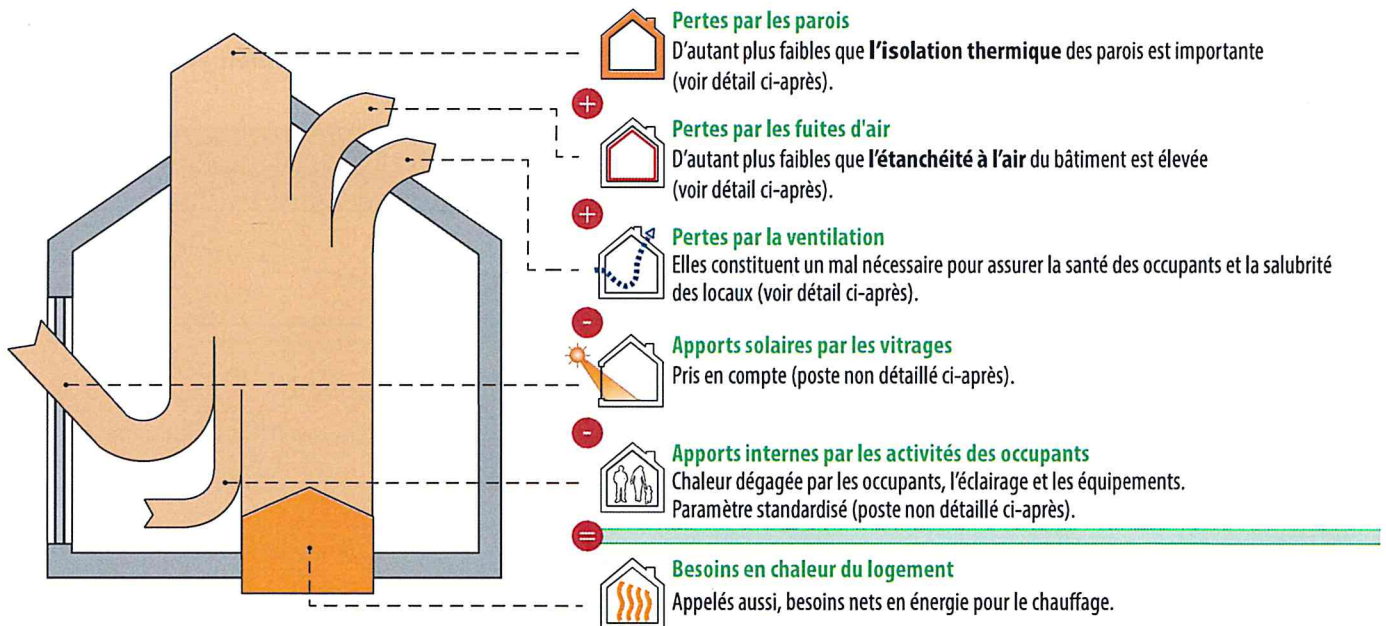 Pertes par les parois
D'autant plus faibles que l'isolation thermique des parois est importante
(voir détail ci-après).
+
Pertes par les fuites d'air
D'autant plus faibles que l'étanchéité à l'air du bâtiment est élevée
(voir détail ci-après).
+
Pertes par la ventilation
Elles constituent un mal nécessaire pour assurer la santé des occupants et la salubrité
des locaux (voir détail ci-après).
-
Apports solaires par les vitrages
Pris en compte (poste non détaillé ci-après).
-
Apports internes par les activités des occupants
Chaleur dégagée par les occupants, l'éclairage et les équipements.
Paramètre standardisé (poste non détaillé ci-après).
=
Besoins en chaleur du logement
Appelés aussi, besoins nets en énergie pour le chauffage.